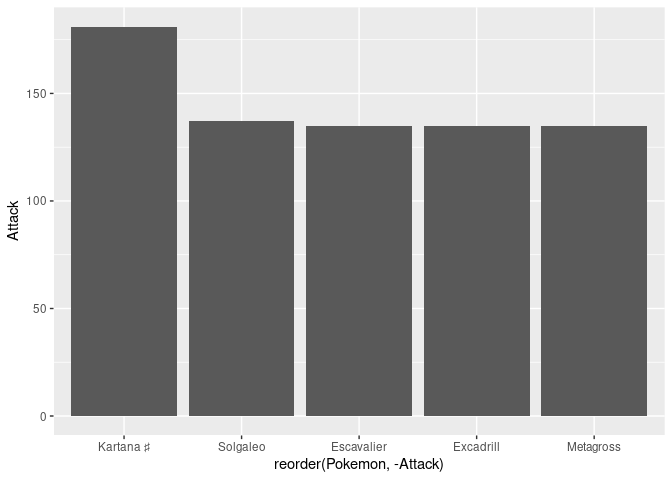 150
100
50
0
Attack
Kartana ♯ Solgaleo Escavalier Excadrill Metagross
reorder(Pokemon, -Attack)